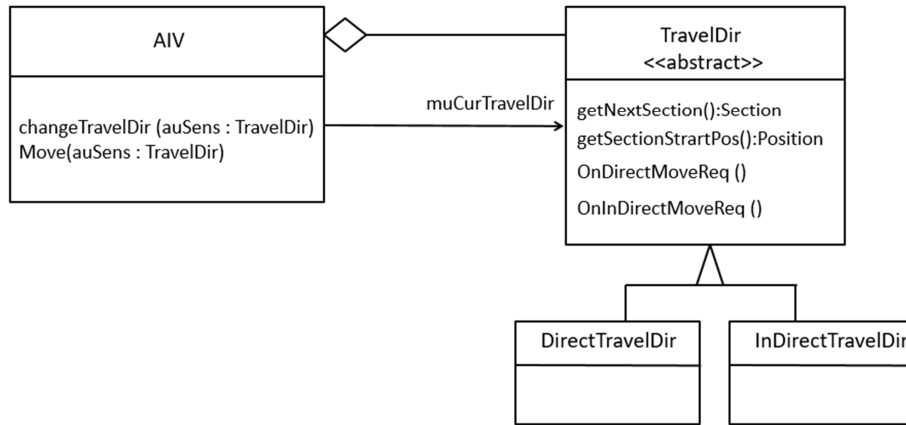 AIV
changeTravelDir (auSens : TravelDir)
Move(auSens : TravelDir)
muCurTravelDir
TravelDir
<<abstract>>
getNextSection():Section
getSectionStrartPos():Position
OnDirectMoveReq ()
OnInDirectMoveReq ()
DirectTravelDir
InDirectTravelDir